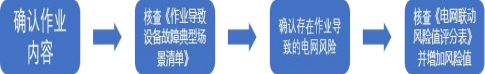 确认作业
内容
核查《作业导致
设备故障典型场
景清单》
确认存在作业导
致的电网风险
核查《电网联动
风险值评分表》
并增加风险值